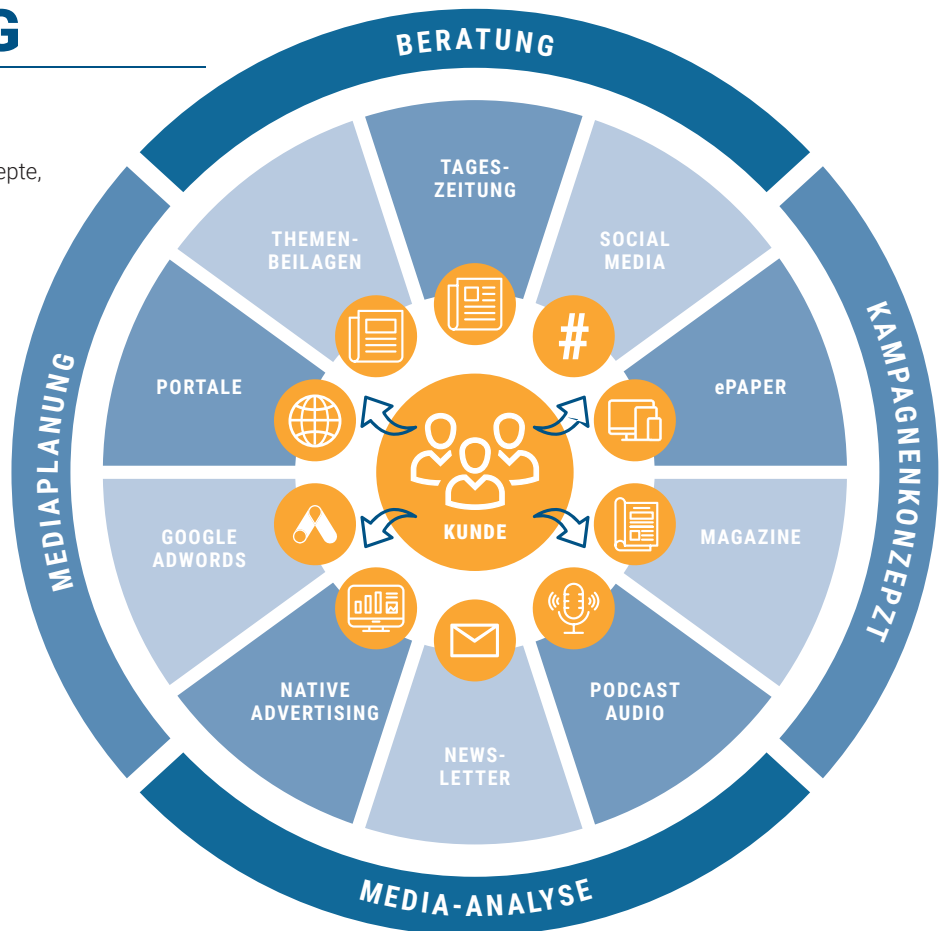 G
epte,
BERATUNG
TAGES-
ZEITUNG
THEMEN-
BEILAGEN
SOCIAL
MEDIA
PORTALE
ePAPER
KUNDE
#
GOOGLE
ADWORDS
MAGAZINE
NATIVE
ADVERTISING
PODCAST
AUDIO
NEWS-
LETTER
MEDIAPLANUNG
KAMPAGNENKONZEPZT
MEDIA-ANALYSE